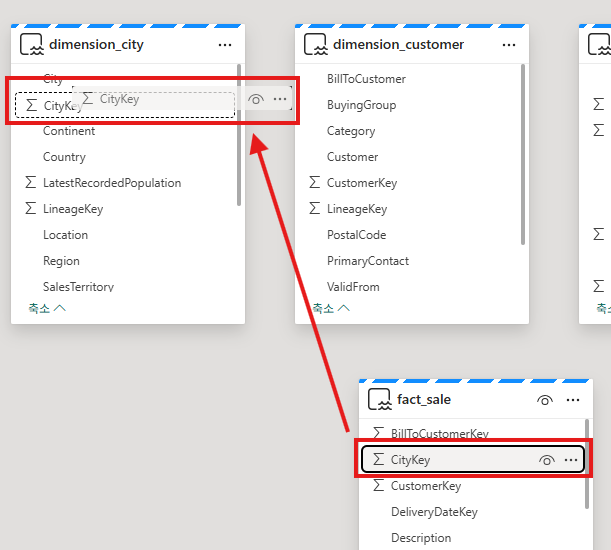 dimension_city
City
CityKey
CityKey
Continent
Country
LatestRecordedPopulation
LineageKey
Location
Region
SalesTerritory
축소
dimension_customer
BillToCustomer
BuyingGroup
Category
Customer
CustomerKey
LineageKey
PostalCode
PrimaryContact
ValidFrom
축소
fact_sale
BillToCustomerKey
CityKey
CustomerKey
DeliveryDateKey
Description